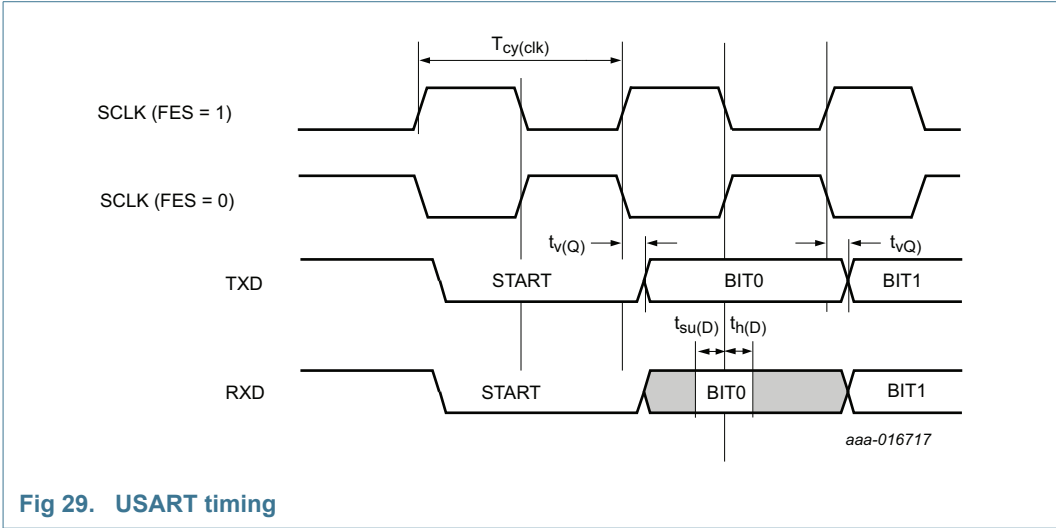 Tcy(clk)
SCLK (FES = 1)
SCLK (FES = 0)
tv(Q)
tvQ)
TXD
START
BIT0
BIT1
tsu(D)
th(D)
RXD
START
BIT0
BIT1
aaa-016717
Fig 29. USART timing